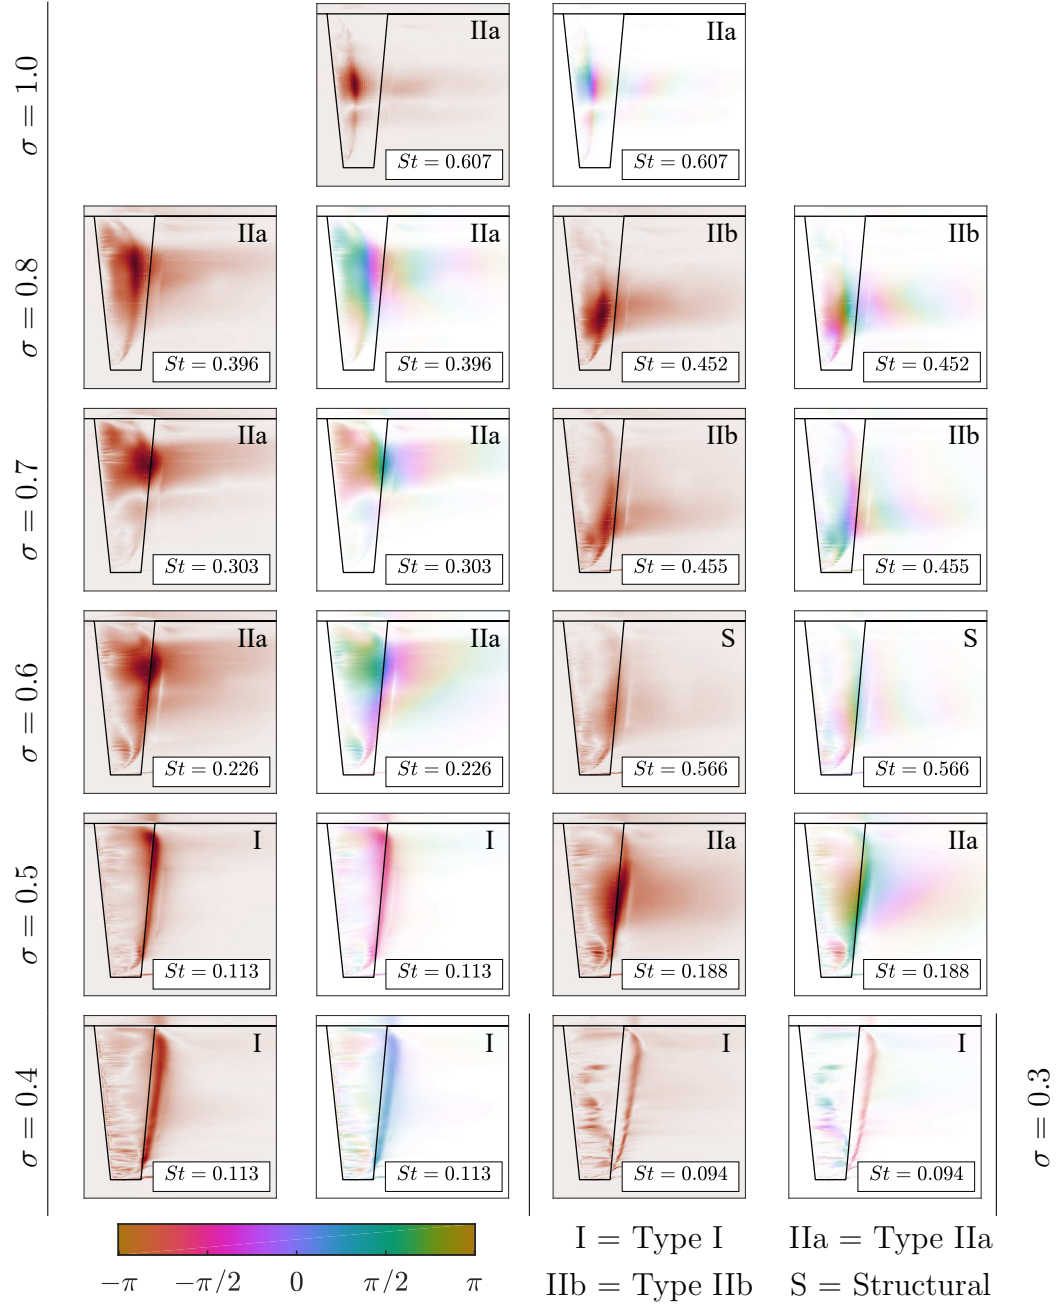 σ = 1.0
IIa
St = 0.607
IIa
St = 0.607
σ = 0.8
IIa
St = 0.396
IIa
St = 0.396
IIb
St = 0.452
IIb
St = 0.452
σ = 0.7
IIa
St = 0.303
IIa
St = 0.303
IIb
St = 0.455
IIb
St = 0.455
σ = 0.6
IIa
St = 0.226
IIa
St = 0.226
S
St = 0.566
S
St = 0.566
σ = 0.5
I
St = 0.113
I
St = 0.113
IIa
St = 0.188
IIa
St = 0.188
σ = 0.4
I
St = 0.113
I
St = 0.113
I
St = 0.094
I
St = 0.094
σ = 0.3
−π −π/2 0 π/2 π
I = Type I
IIa = Type IIa
IIb = Type IIb
S = Structural